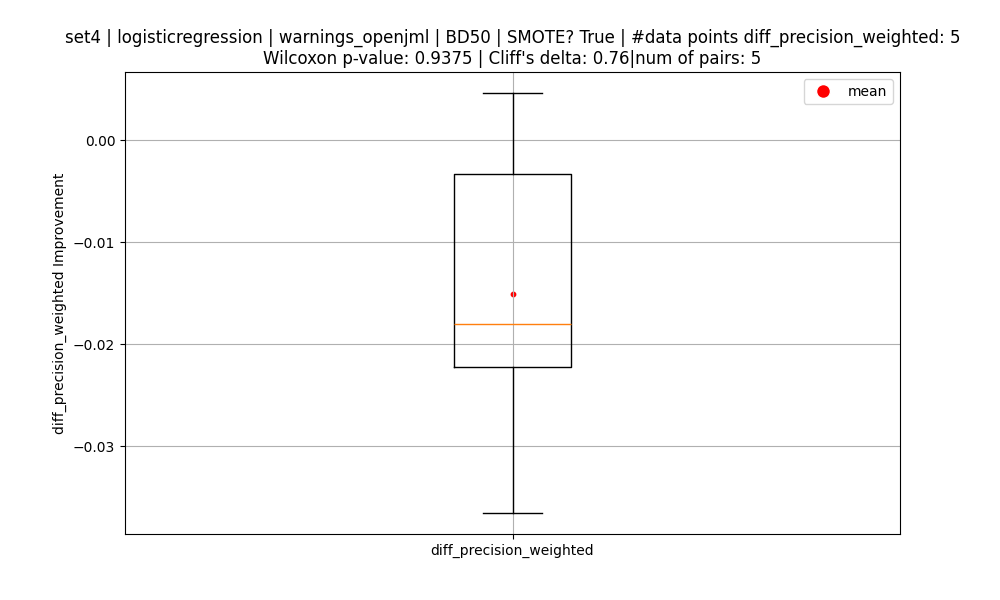 set4 | logisticregression | warnings_openjml | BD50 | SMOTE? True | #data points diff_precision_weighted: 5
Wilcoxon p-value: 0.9375 | Cliff's delta: 0.76|num of pairs: 5
mean
0.00
−0.01
−0.02
−0.03
diff_precision_weighted Improvement
diff_precision_weighted